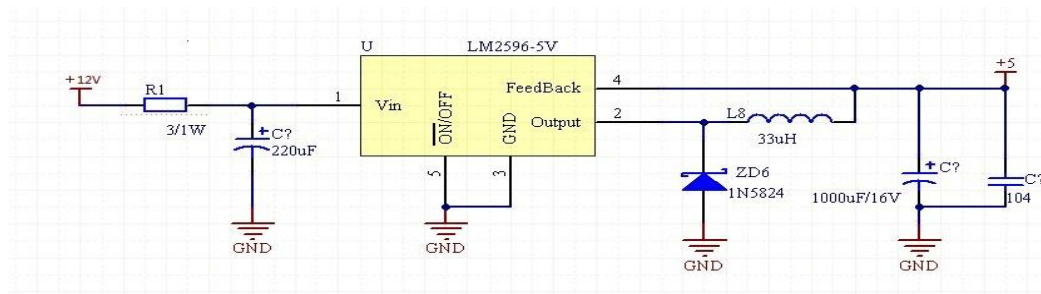 U
LM2596-5V
+12V
R1
3/1W
1
Vin
ON/OFF
GND
FeedBack
Output
4
2
5
3
C?
220uF
GND
GND
L8
33uH
ZD6
1N5824
GND
+5
C?
1000uF/16V
C?
104
GND